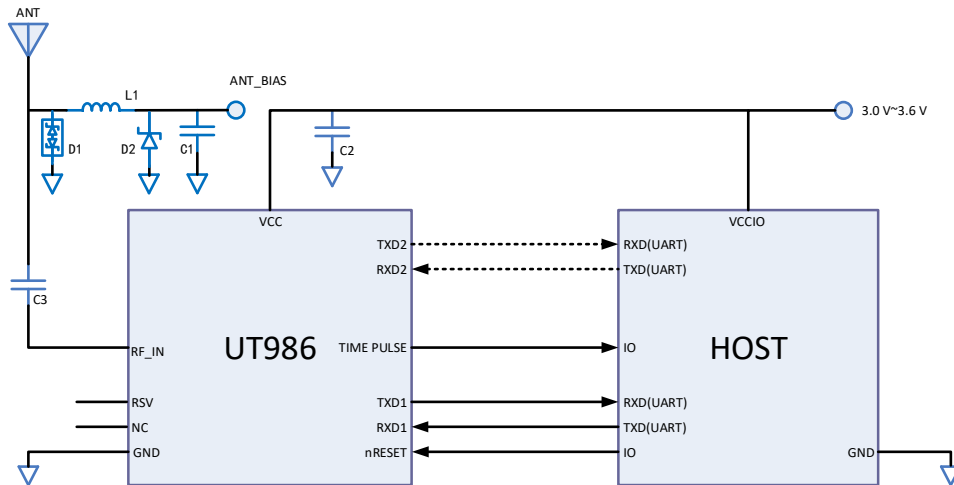 ANT
L1
ANT_BIAS
D1
D2
C1
C2
3.0 V~3.6 V
C3
VCC
VCCIO
TXD2
RXD(UART)
RXD2
TXD(UART)
RF_IN
UT986
TIME PULSE
IO
HOST
RSV
TXD1
RXD(UART)
NC
RXD1
TXD(UART)
GND
nRESET
IO
GND